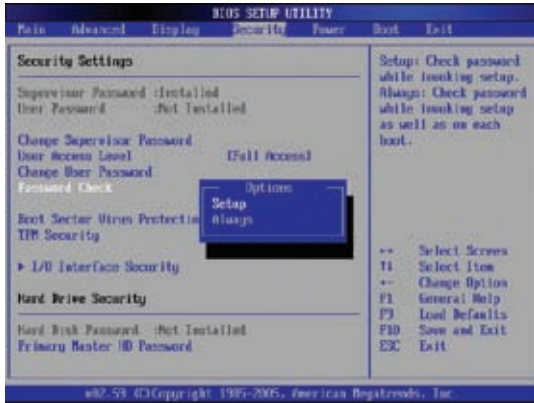 BIOS SETUP UTILITY
Main Advanced Display Security Power Boot Exit
Security Settings
Supervisor Password :Installed
User Password :Not Installed
Change Supervisor Password
User Access Level [Full Access]
Change User Password
Password Check
Boot Sector Virus Protection
TPM Security
▶ I/O Interface Security
Hard Drive Security
Hard Disk Password :Not Installed
Primary Master HD Password
Options
Setup
Always
Setup: Check password
while invoking setup.
Always: Check password
while invoking setup
as well as on each
boot.
↔ Select Screen
↑↓ Select Item
+- Change Option
F1 General Help
F9 Load Defaults
F10 Save and Exit
ESC Exit
v02.59 (C)Copyright 1985-2005, American Megatrends, Inc.